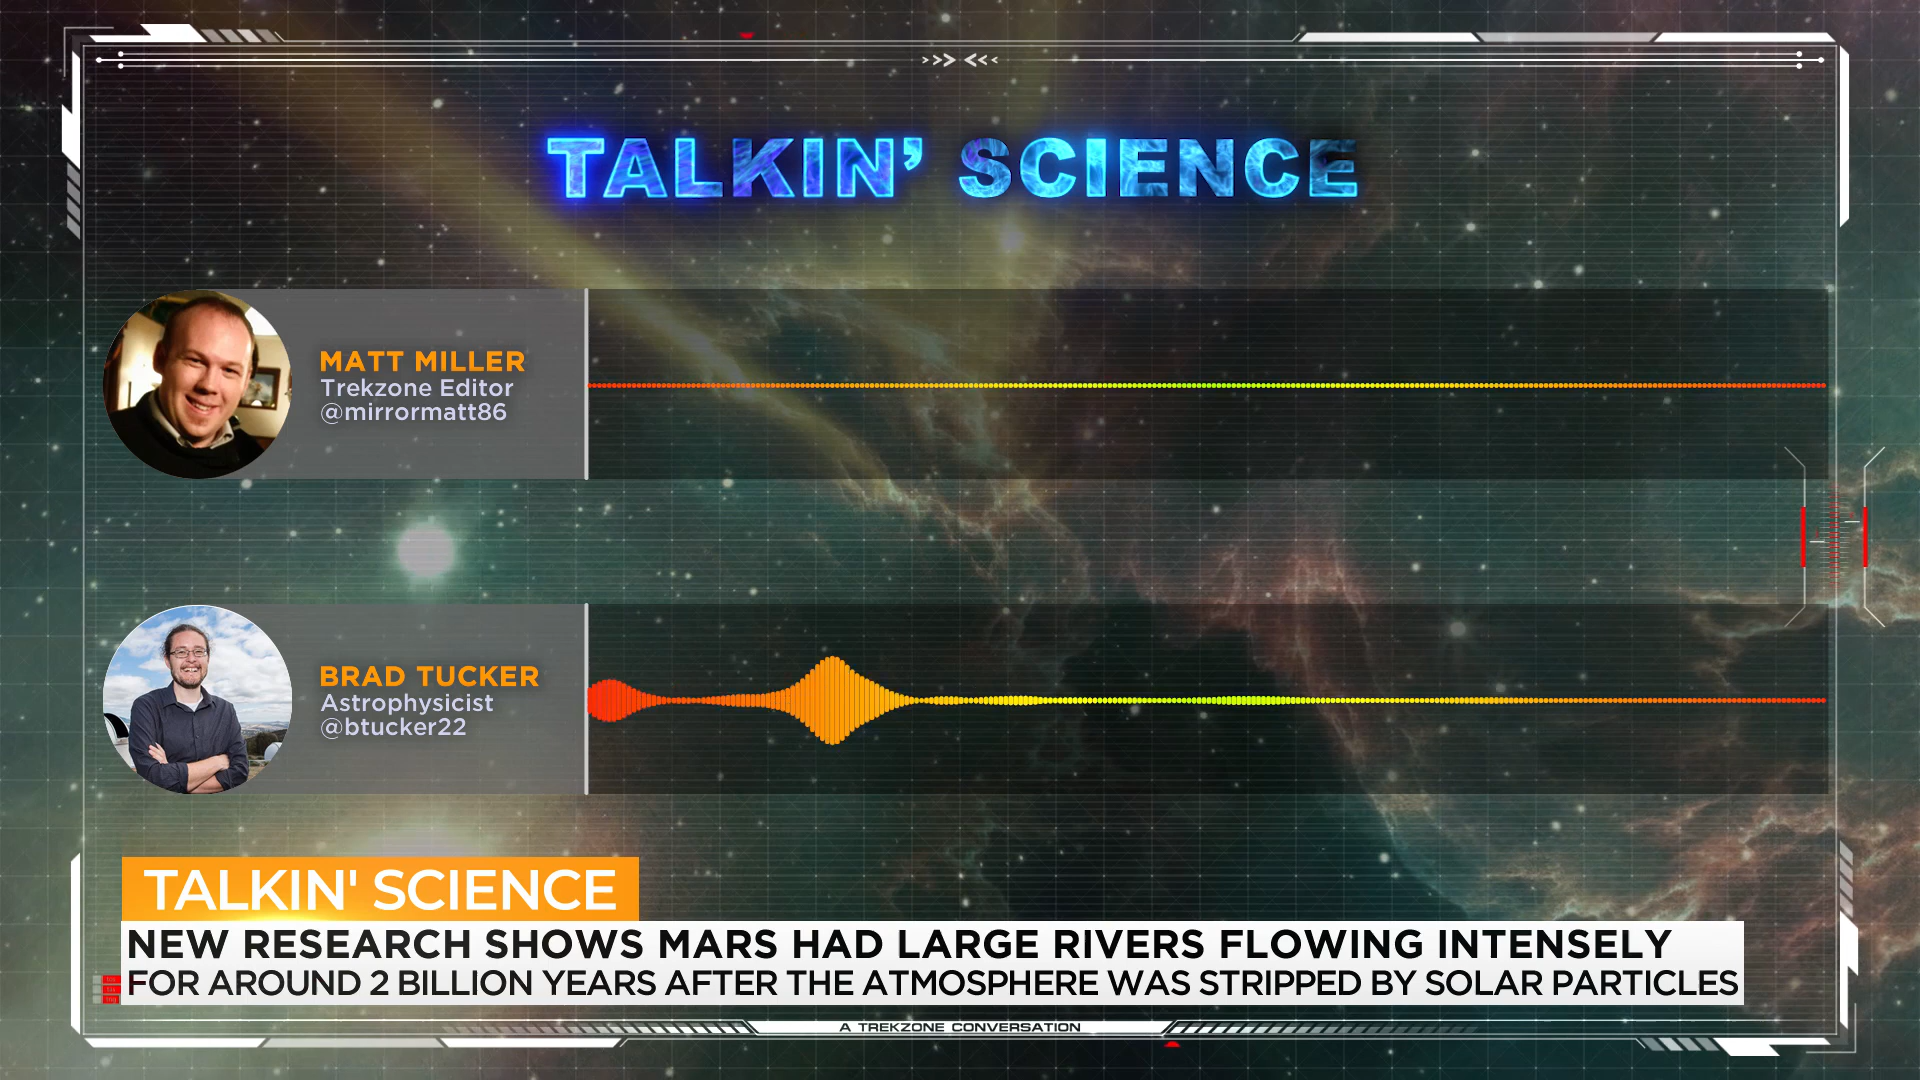 TALKIN’ SCIENCE
MATT MILLER
Trekzone Editor
@mirrormatt86
BRAD TUCKER
Astrophysicist
@btucker22
TALKIN' SCIENCE
NEW RESEARCH SHOWS MARS HAD LARGE RIVERS FLOWING INTENSELY
FOR AROUND 2 BILLION YEARS AFTER THE ATMOSPHERE WAS STRIPPED BY SOLAR PARTICLES
A TREKZONE CONVERSATION